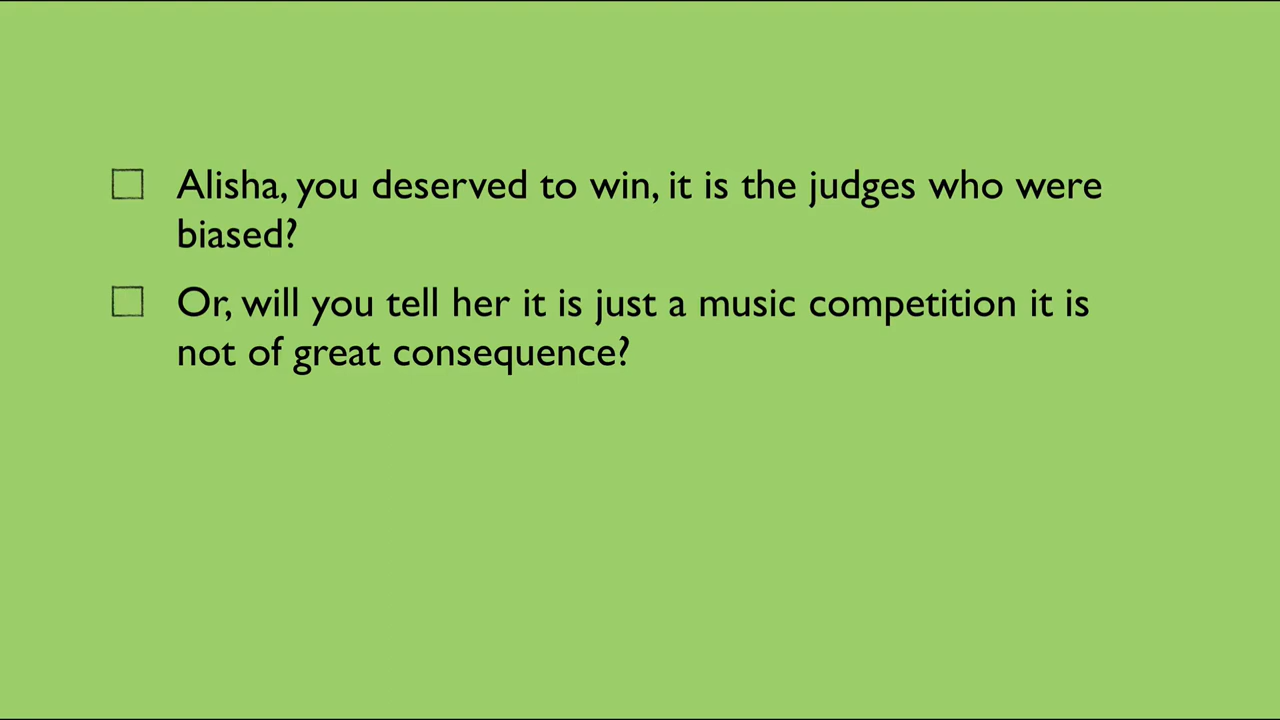 Alisha, you deserved to win, it is the judges who were
biased?
Or, will you tell her it is just a music competition it is
not of great consequence?